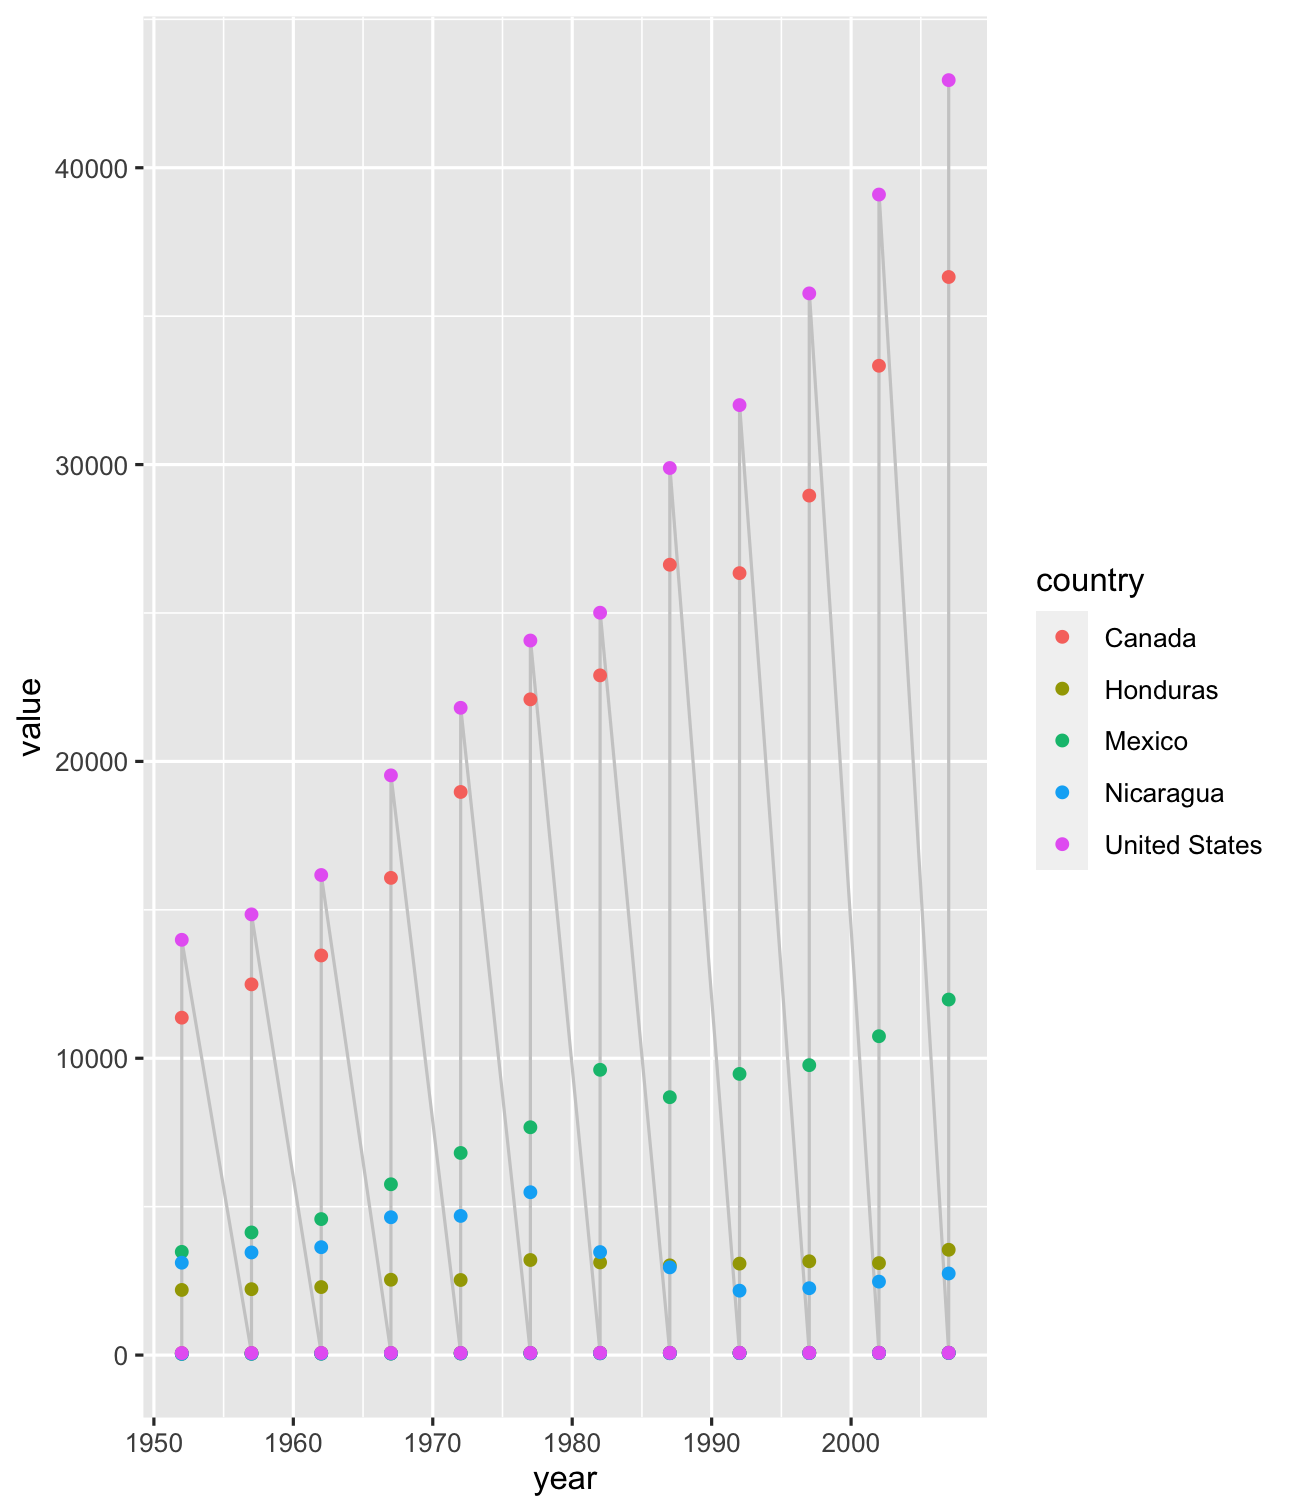 40000
30000
20000
10000
0
value
1950 1960 1970 1980 1990 2000
year
country
Canada
Honduras
Mexico
Nicaragua
United States